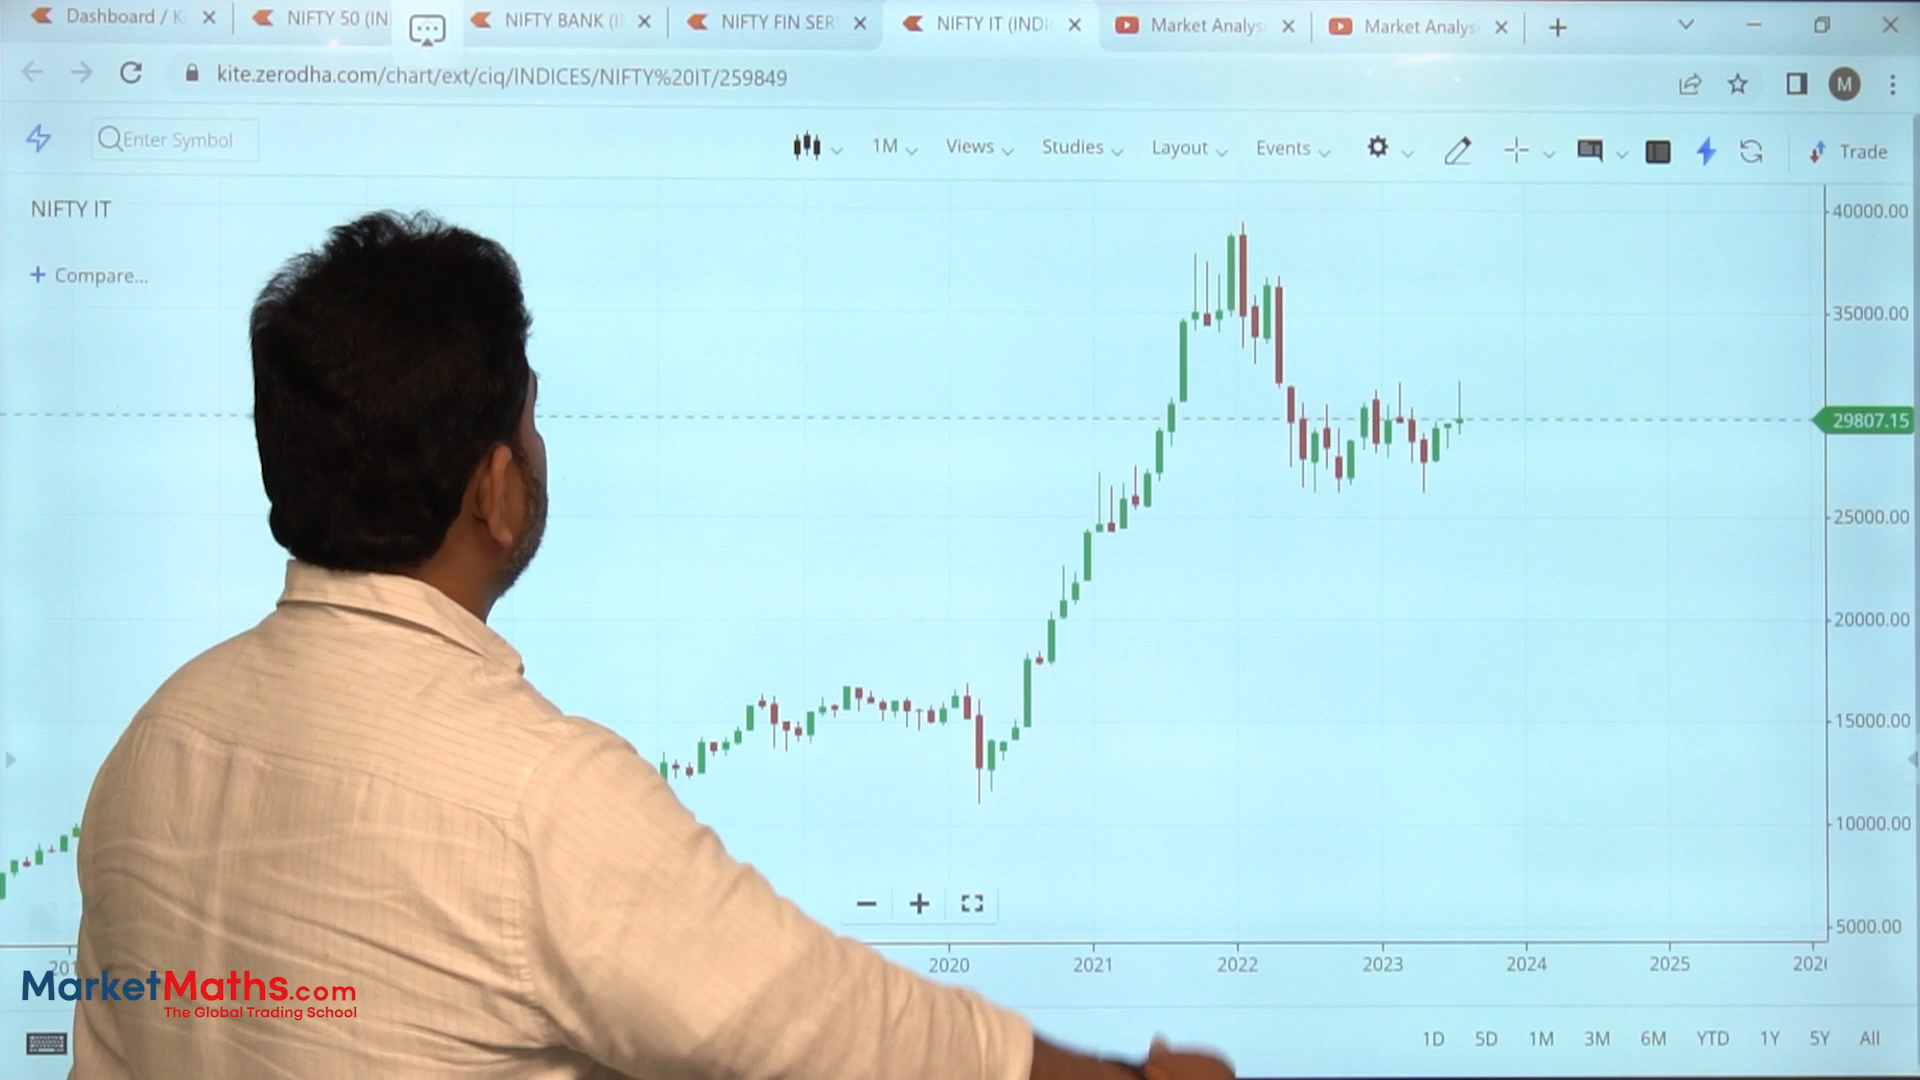 Dashboard / Ki
NIFTY 50 (IN
NIFTY BANK (I
NIFTY FIN SER
NIFTY IT (INDI
Market Analys
Market Analys
kite.zerodha.com/chart/ext/ciq/INDICES/NIFTY%20IT/259849
M
Enter Symbol
1M
Views
Studies
Layout
Events
Trade
NIFTY IT
+ Compare...
40000.00
35000.00
29807.15
25000.00
20000.00
15000.00
10000.00
5000.00
201
2020
2021
2022
2023
2024
2025
202
MarketMaths.com
The Global Trading School
1D 5D 1M 3M 6M YTD 1Y 5Y All